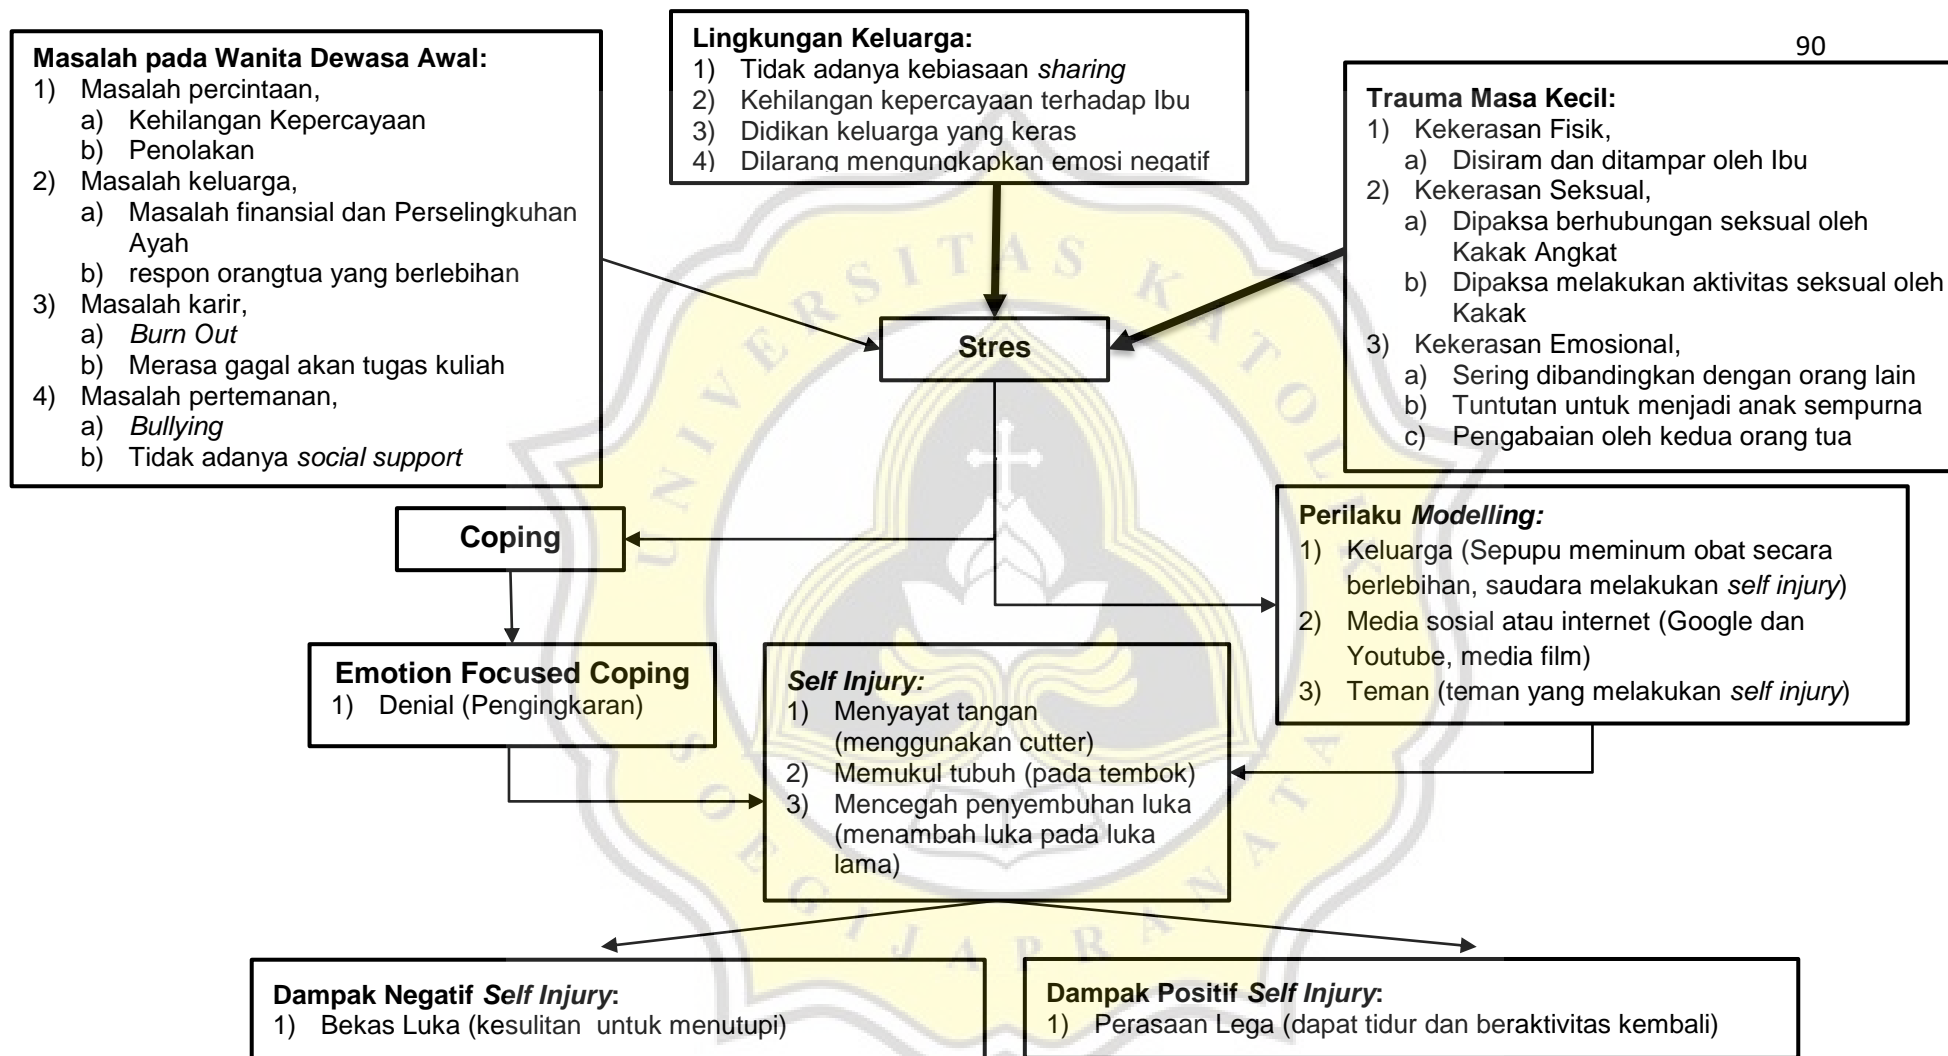 90
Masalah pada Wanita Dewasa Awal:
1) Masalah percintaan,
a) Kehilangan Kepercayaan
b) Penolakan
2) Masalah keluarga,
a) Masalah finansial dan Perselingkuhan
Ayah
b) respon orangtua yang berlebihan
3) Masalah karir,
a) Burn Out
b) Merasa gagal akan tugas kuliah
4) Masalah pertemanan,
a) Bullying
b) Tidak adanya social support
Lingkungan Keluarga:
1) Tidak adanya kebiasaan sharing
2) Kehilangan kepercayaan terhadap Ibu
3) Didikan keluarga yang keras
4) Dilarang mengungkapkan emosi negatif
Trauma Masa Kecil:
1) Kekerasan Fisik,
a) Disiram dan ditampar oleh Ibu
2) Kekerasan Seksual,
a) Dipaksa berhubungan seksual oleh
Kakak Angkat
b) Dipaksa melakukan aktivitas seksual oleh
Kakak
3) Kekerasan Emosional,
a) Sering dibandingkan dengan orang lain
b) Tuntutan untuk menjadi anak sempurna
c) Pengabaian oleh kedua orang tua
Stres
Coping
Perilaku Modelling:
1) Keluarga (Sepupu meminum obat secara
berlebihan, saudara melakukan self injury)
2) Media sosial atau internet (Google dan
Youtube, media film)
3) Teman (teman yang melakukan self injury)
Emotion Focused Coping
1) Denial (Pengingkaran)
Self Injury:
1) Menyayat tangan
(menggunakan cutter)
2) Memukul tubuh (pada tembok)
3) Mencegah penyembuhan luka
(menambah luka pada luka
lama)
Dampak Negatif Self Injury:
1) Bekas Luka (kesulitan untuk menutupi)
Dampak Positif Self Injury:
1) Perasaan Lega (dapat tidur dan beraktivitas kembali)
UNIVERSITAS KATOLIK
SOEGIJAPRANATA